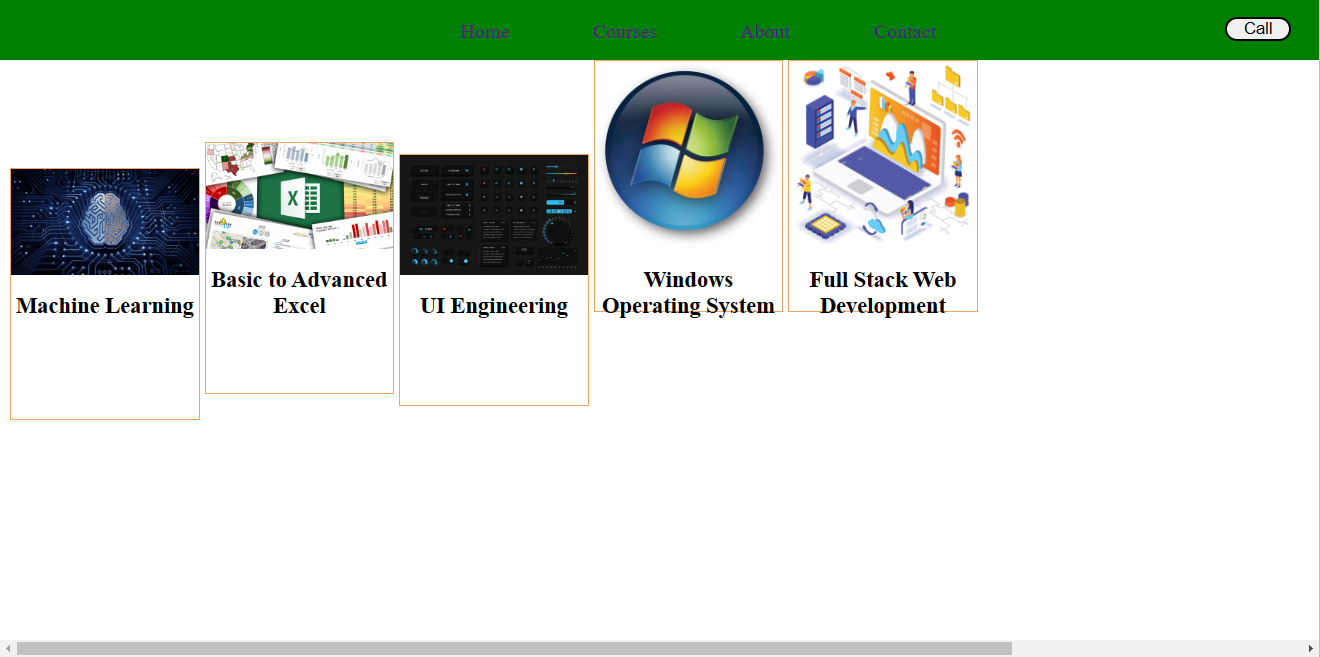 Home Courses About Contact Call
Machine Learning
Basic to Advanced
Excel
UI Engineering
Windows
Operating System
Full Stack Web
Development